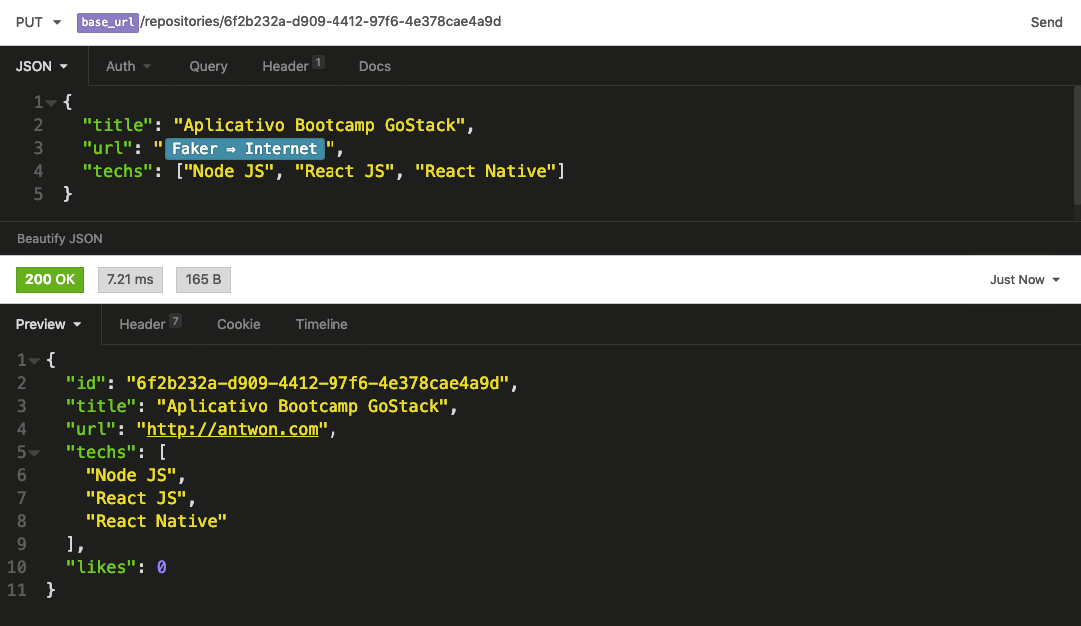 PUT base_url/repositories/6f2b232a-d909-4412-97f6-4e378cae4a9d Send
JSON Auth Query Header 1 Docs
1 {
2 "title": "Aplicativo Bootcamp GoStack",
3 "url": "Faker ⇒ Internet",
4 "techs": ["Node JS", "React JS", "React Native"]
5 }
Beautify JSON
200 OK 7.21 ms 165 B Just Now
Preview Header 7 Cookie Timeline
1 {
2 "id": "6f2b232a-d909-4412-97f6-4e378cae4a9d",
3 "title": "Aplicativo Bootcamp GoStack",
4 "url": "http://antwon.com",
5 "techs": [
6 "Node JS",
7 "React JS",
8 "React Native"
9 ],
10 "likes": 0
11 }